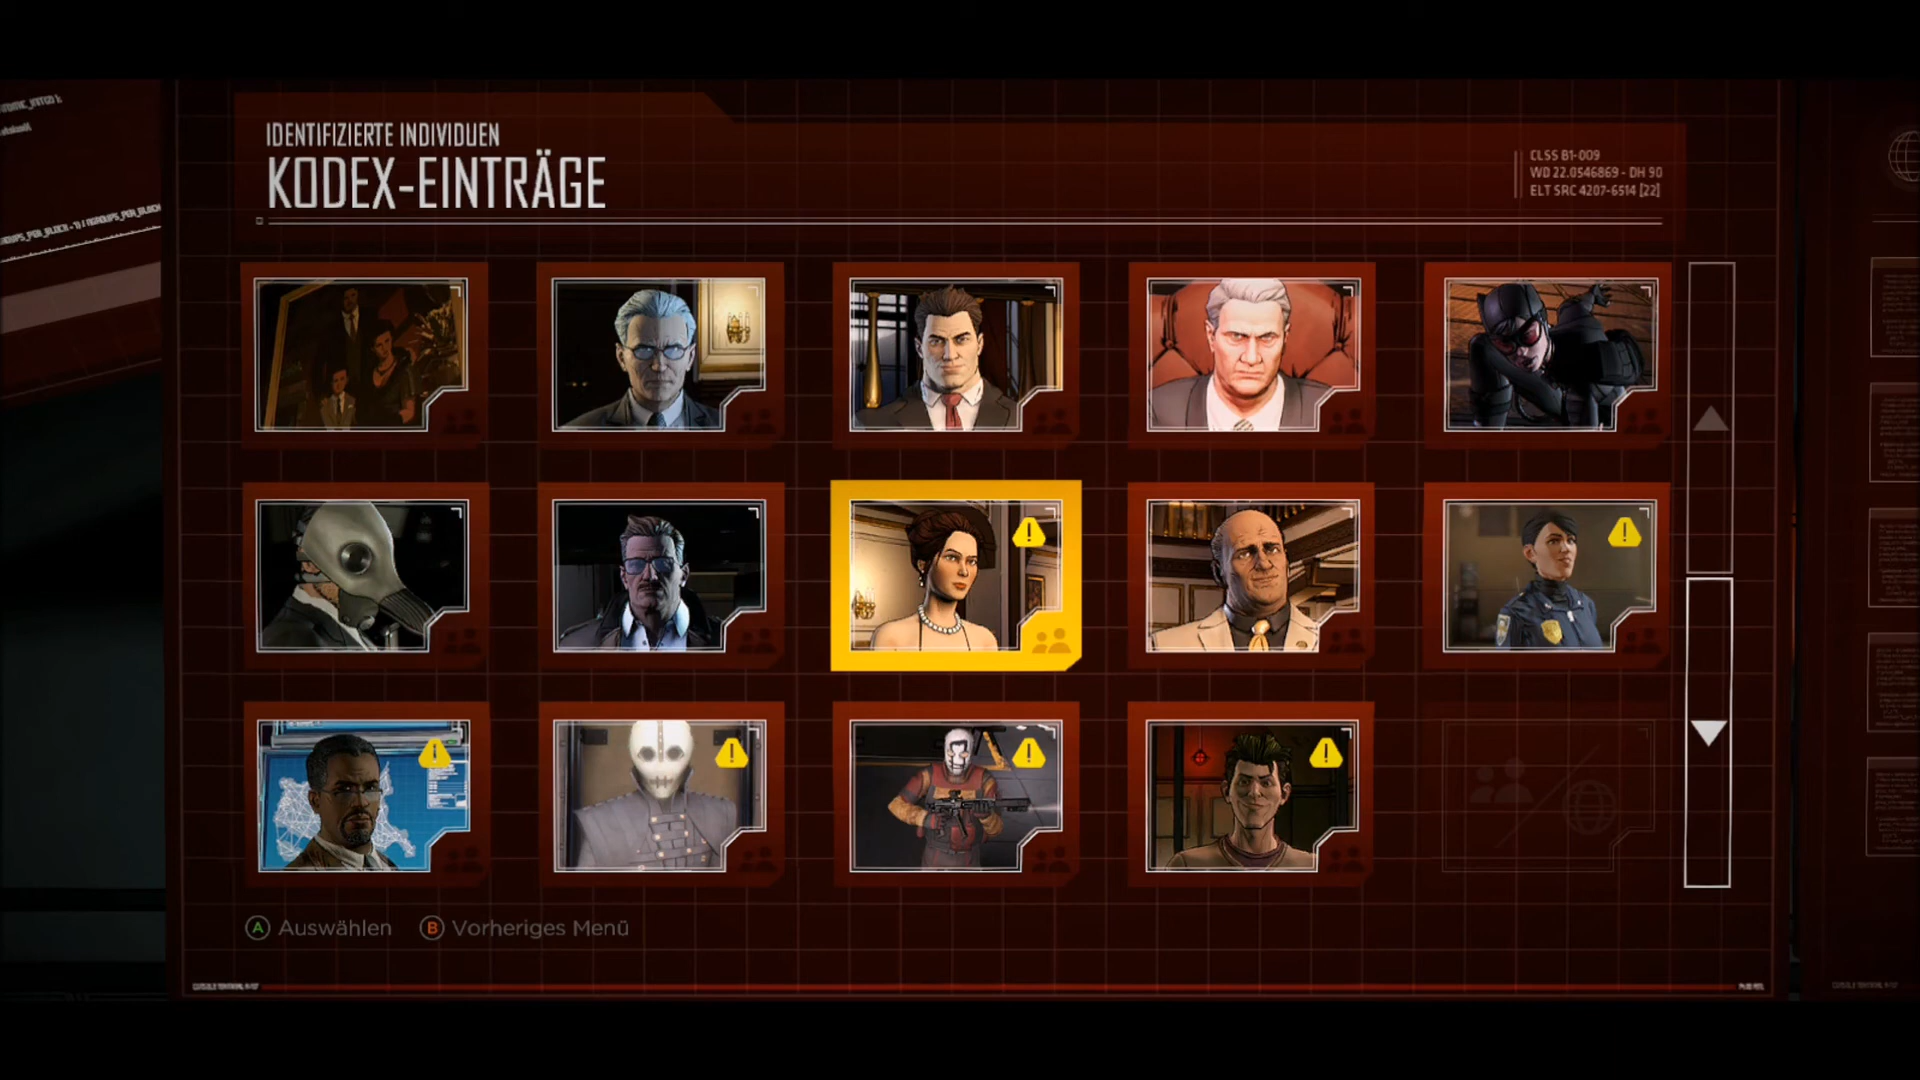 IDENTIFIZIERTE INDIVIDUEN
KODEX-EINTRÄGE
CLSS B1-009
WD 22.0546869 - DH 90
ELT SRC 4207-6514 [22]
A Auswählen B Vorheriges Menü